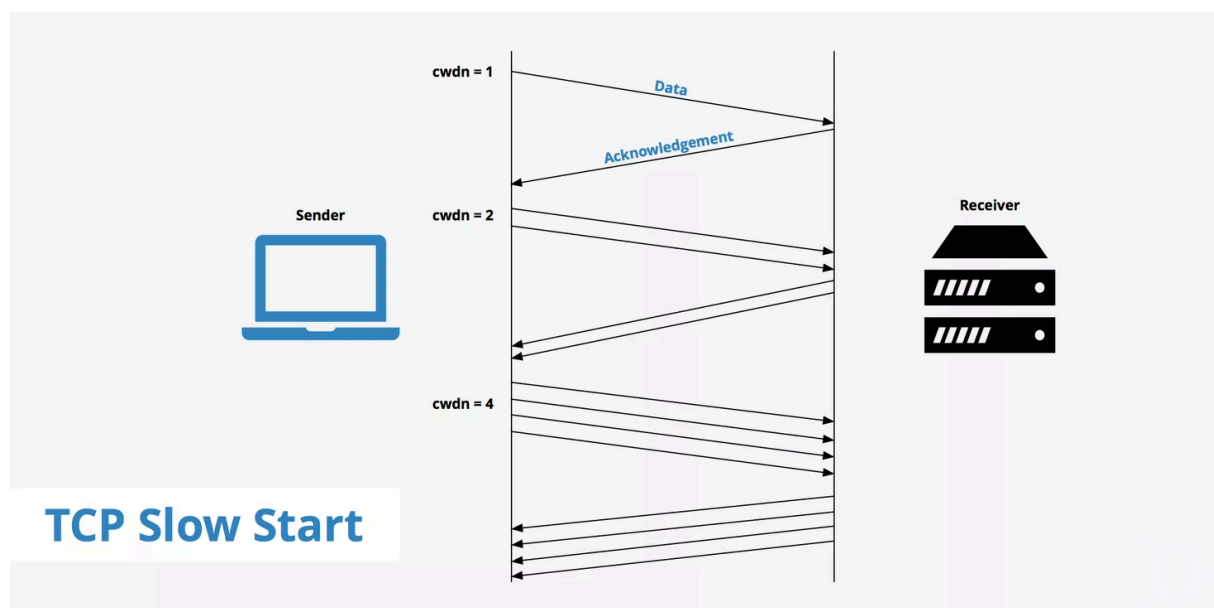 cwdn = 1
Data
Acknowledgement
Sender
cwdn = 2
Receiver
cwdn = 4
TCP Slow Start